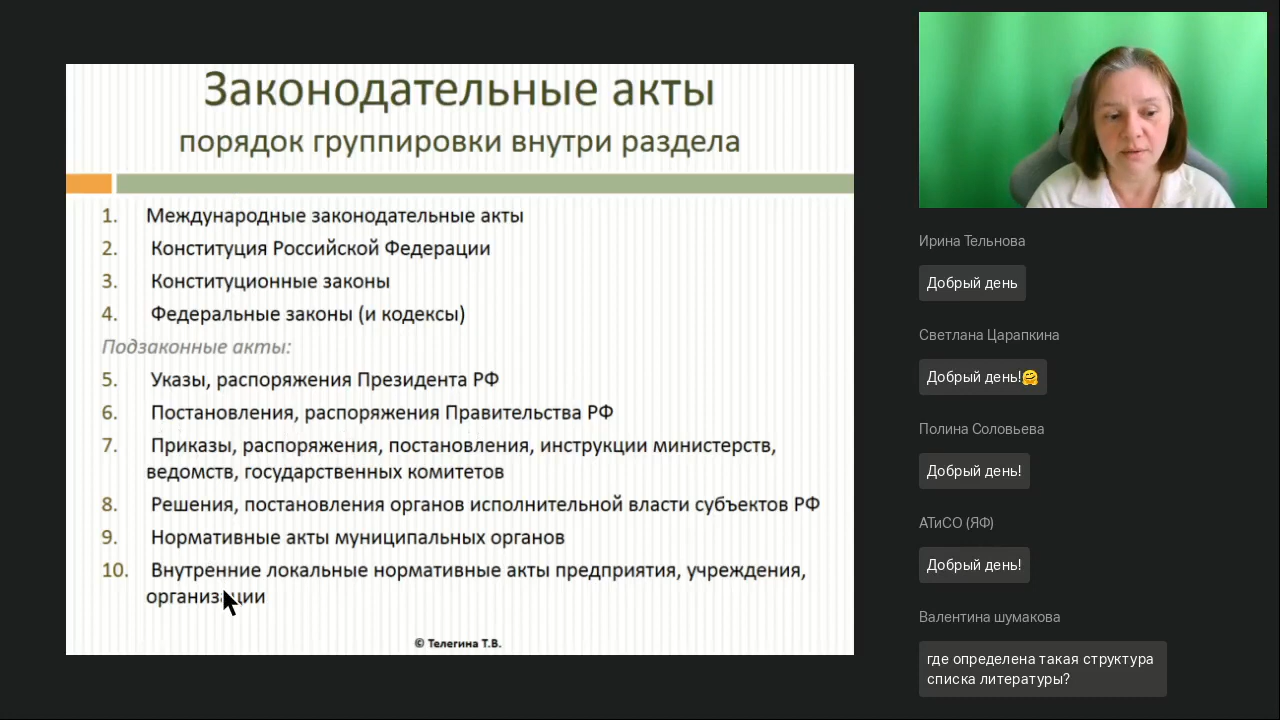 Законодательные акты
порядок группировки внутри раздела
1. Международные законодательные акты
2. Конституция Российской Федерации
3. Конституционные законы
4. Федеральные законы (и кодексы)
Подзаконные акты:
5. Указы, распоряжения Президента РФ
6. Постановления, распоряжения Правительства РФ
7. Приказы, распоряжения, постановления, инструкции министерств,
ведомств, государственных комитетов
8. Решения, постановления органов исполнительной власти субъектов РФ
9. Нормативные акты муниципальных органов
10. Внутренние локальные нормативные акты предприятия, учреждения,
организации
© Телегина Т.В.
Ирина Тельнова
Добрый день
Светлана Царапкина
Добрый день!🤗
Полина Соловьева
Добрый день!
АТиСО (ЯФ)
Добрый день!
Валентина шумакова
где определена такая структура
списка литературы?